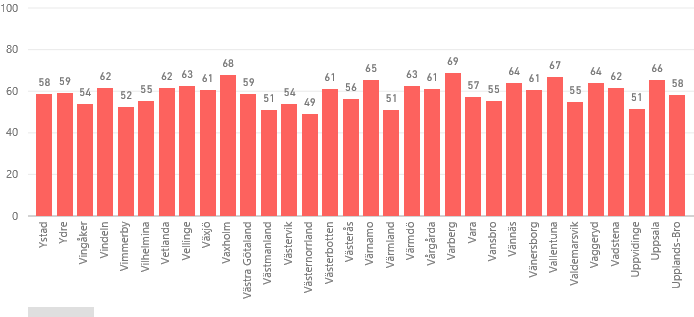 100
80
60
40
20
0
58 59 54 62 52 55 62 63 61 68 59 51 54 49 61 56 65 51 63 61 69 57 55 64 61 67 55 64 62 51 66 58
Ystad
Ydre
Vingåker
Vindeln
Vimmerby
Vilhelmina
Vetlanda
Vellinge
Växjö
Vaxholm
Västra Götaland
Västmanland
Västervik
Västernorrland
Västerbotten
Västerås
Värnamo
Värmland
Värmdö
Vårgårda
Varberg
Vara
Vansbro
Vännäs
Vänersborg
Vallentuna
Valdemarsvik
Vaggeryd
Vadstena
Uppvidinge
Uppsala
Upplands-Bro